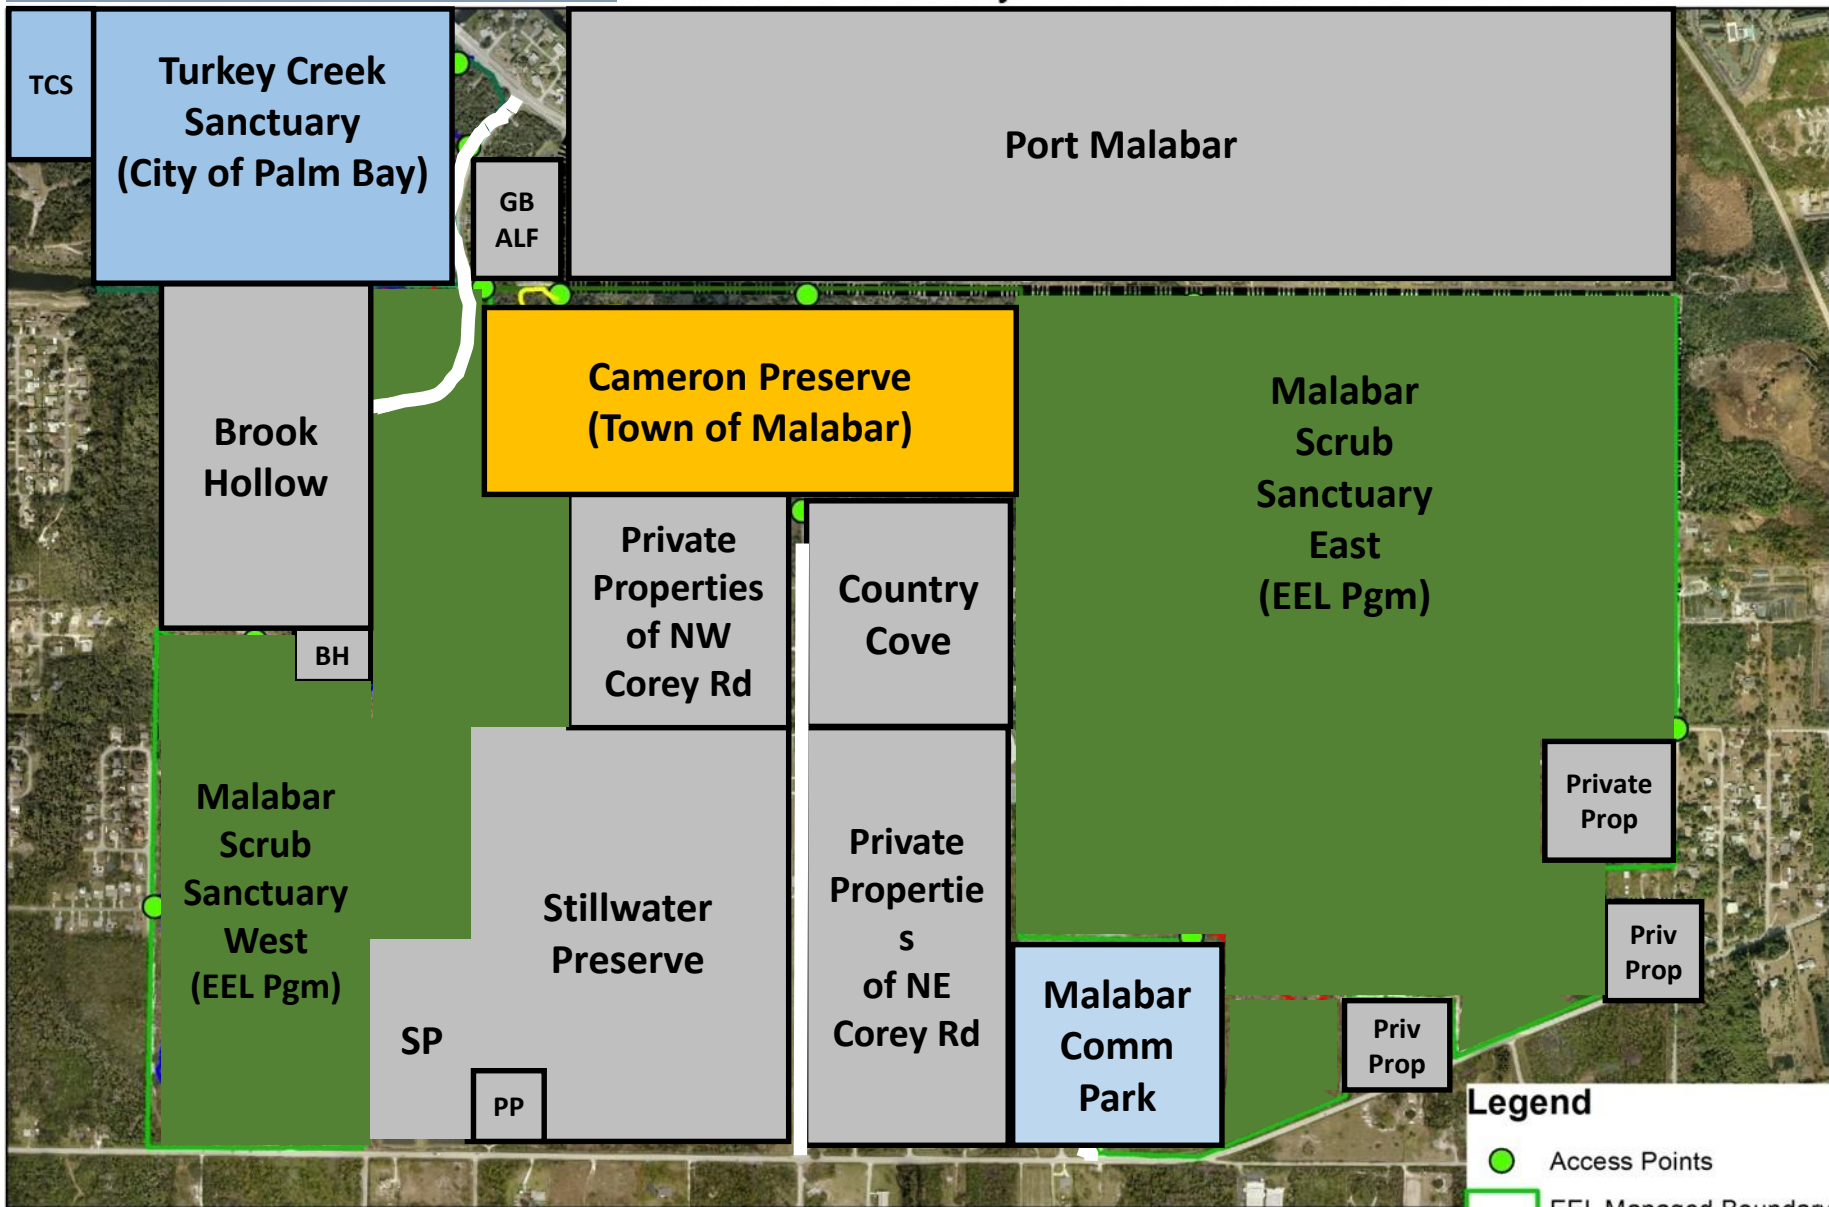 TCS
Turkey Creek
Sanctuary
(City of Palm Bay)
Port Malabar
GB
ALF
Cameron Preserve
(Town of Malabar)
Brook
Hollow
BH
Private
Properties
of NW
Corey Rd
Country
Cove
Malabar
Scrub
Sanctuary
East
(EEL Pgm)
Malabar
Scrub
Sanctuary
West
(EEL Pgm)
Stillwater
Preserve
SP
PP
Private
Propertie
s
of NE
Corey Rd
Malabar
Comm
Park
Private
Prop
Priv
Prop
Priv
Prop
Legend
Access Points
EEL Managed Boundary